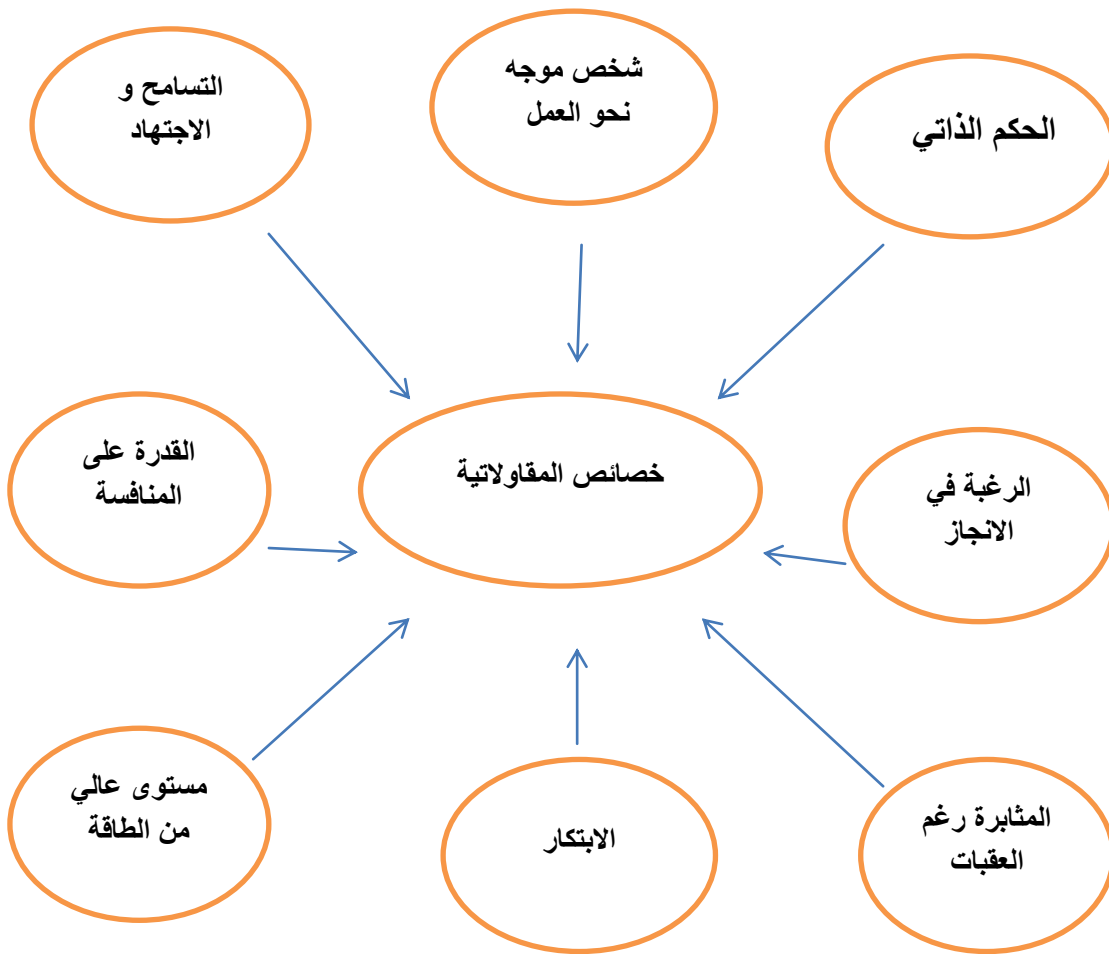 الحكم الذاتي
شخص موجه
نحو العمل
التسامح و
الاجتهاد
الرغبة في
الانجاز
خصائص المقاولاتية
القدرة على
المنافسة
المثابرة رغم
العقبات
الابتكار
مستوى عالي
من الطاقة